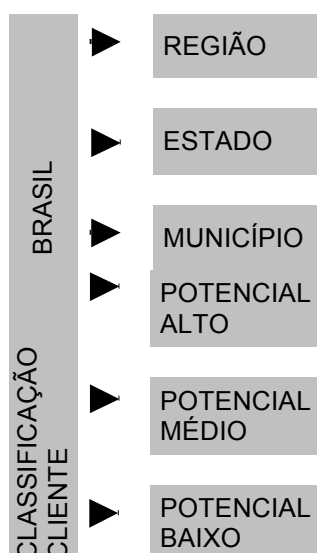 BRASIL
REGIÃO
ESTADO
MUNICÍPIO
CLASSIFICAÇÃO
CLIENTE
POTENCIAL
ALTO
POTENCIAL
MÉDIO
POTENCIAL
BAIXO